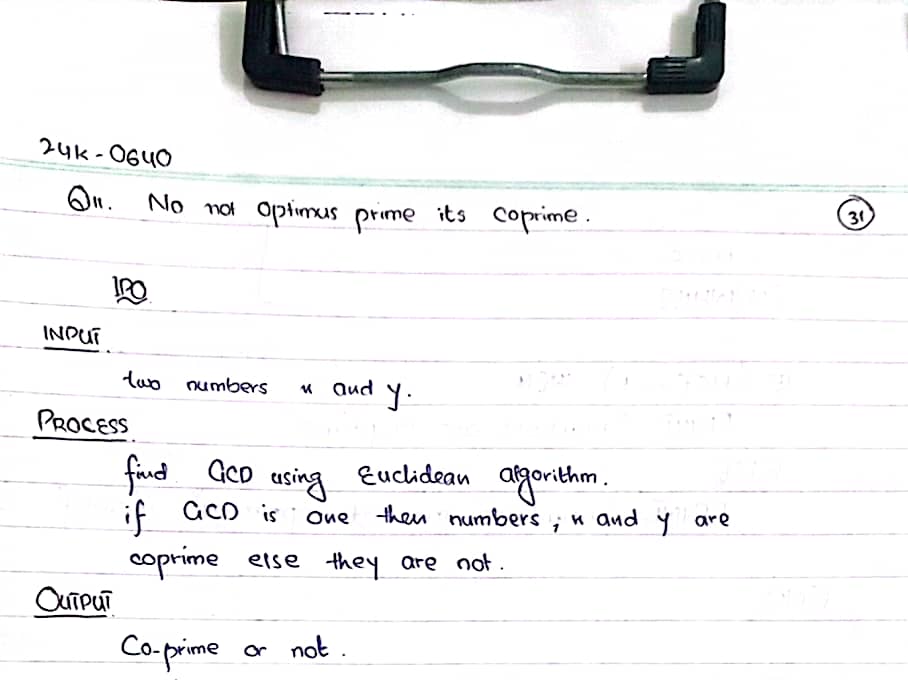 24K-0640
Q11. No not Optimus prime its coprime. 31
IPO
INPUT
two numbers x and y.
PROCESS
find GCD using Euclidean algorithm.
if GCD is one then numbers, x and y are
coprime else they are not.
OUTPUT
Co-prime or not.